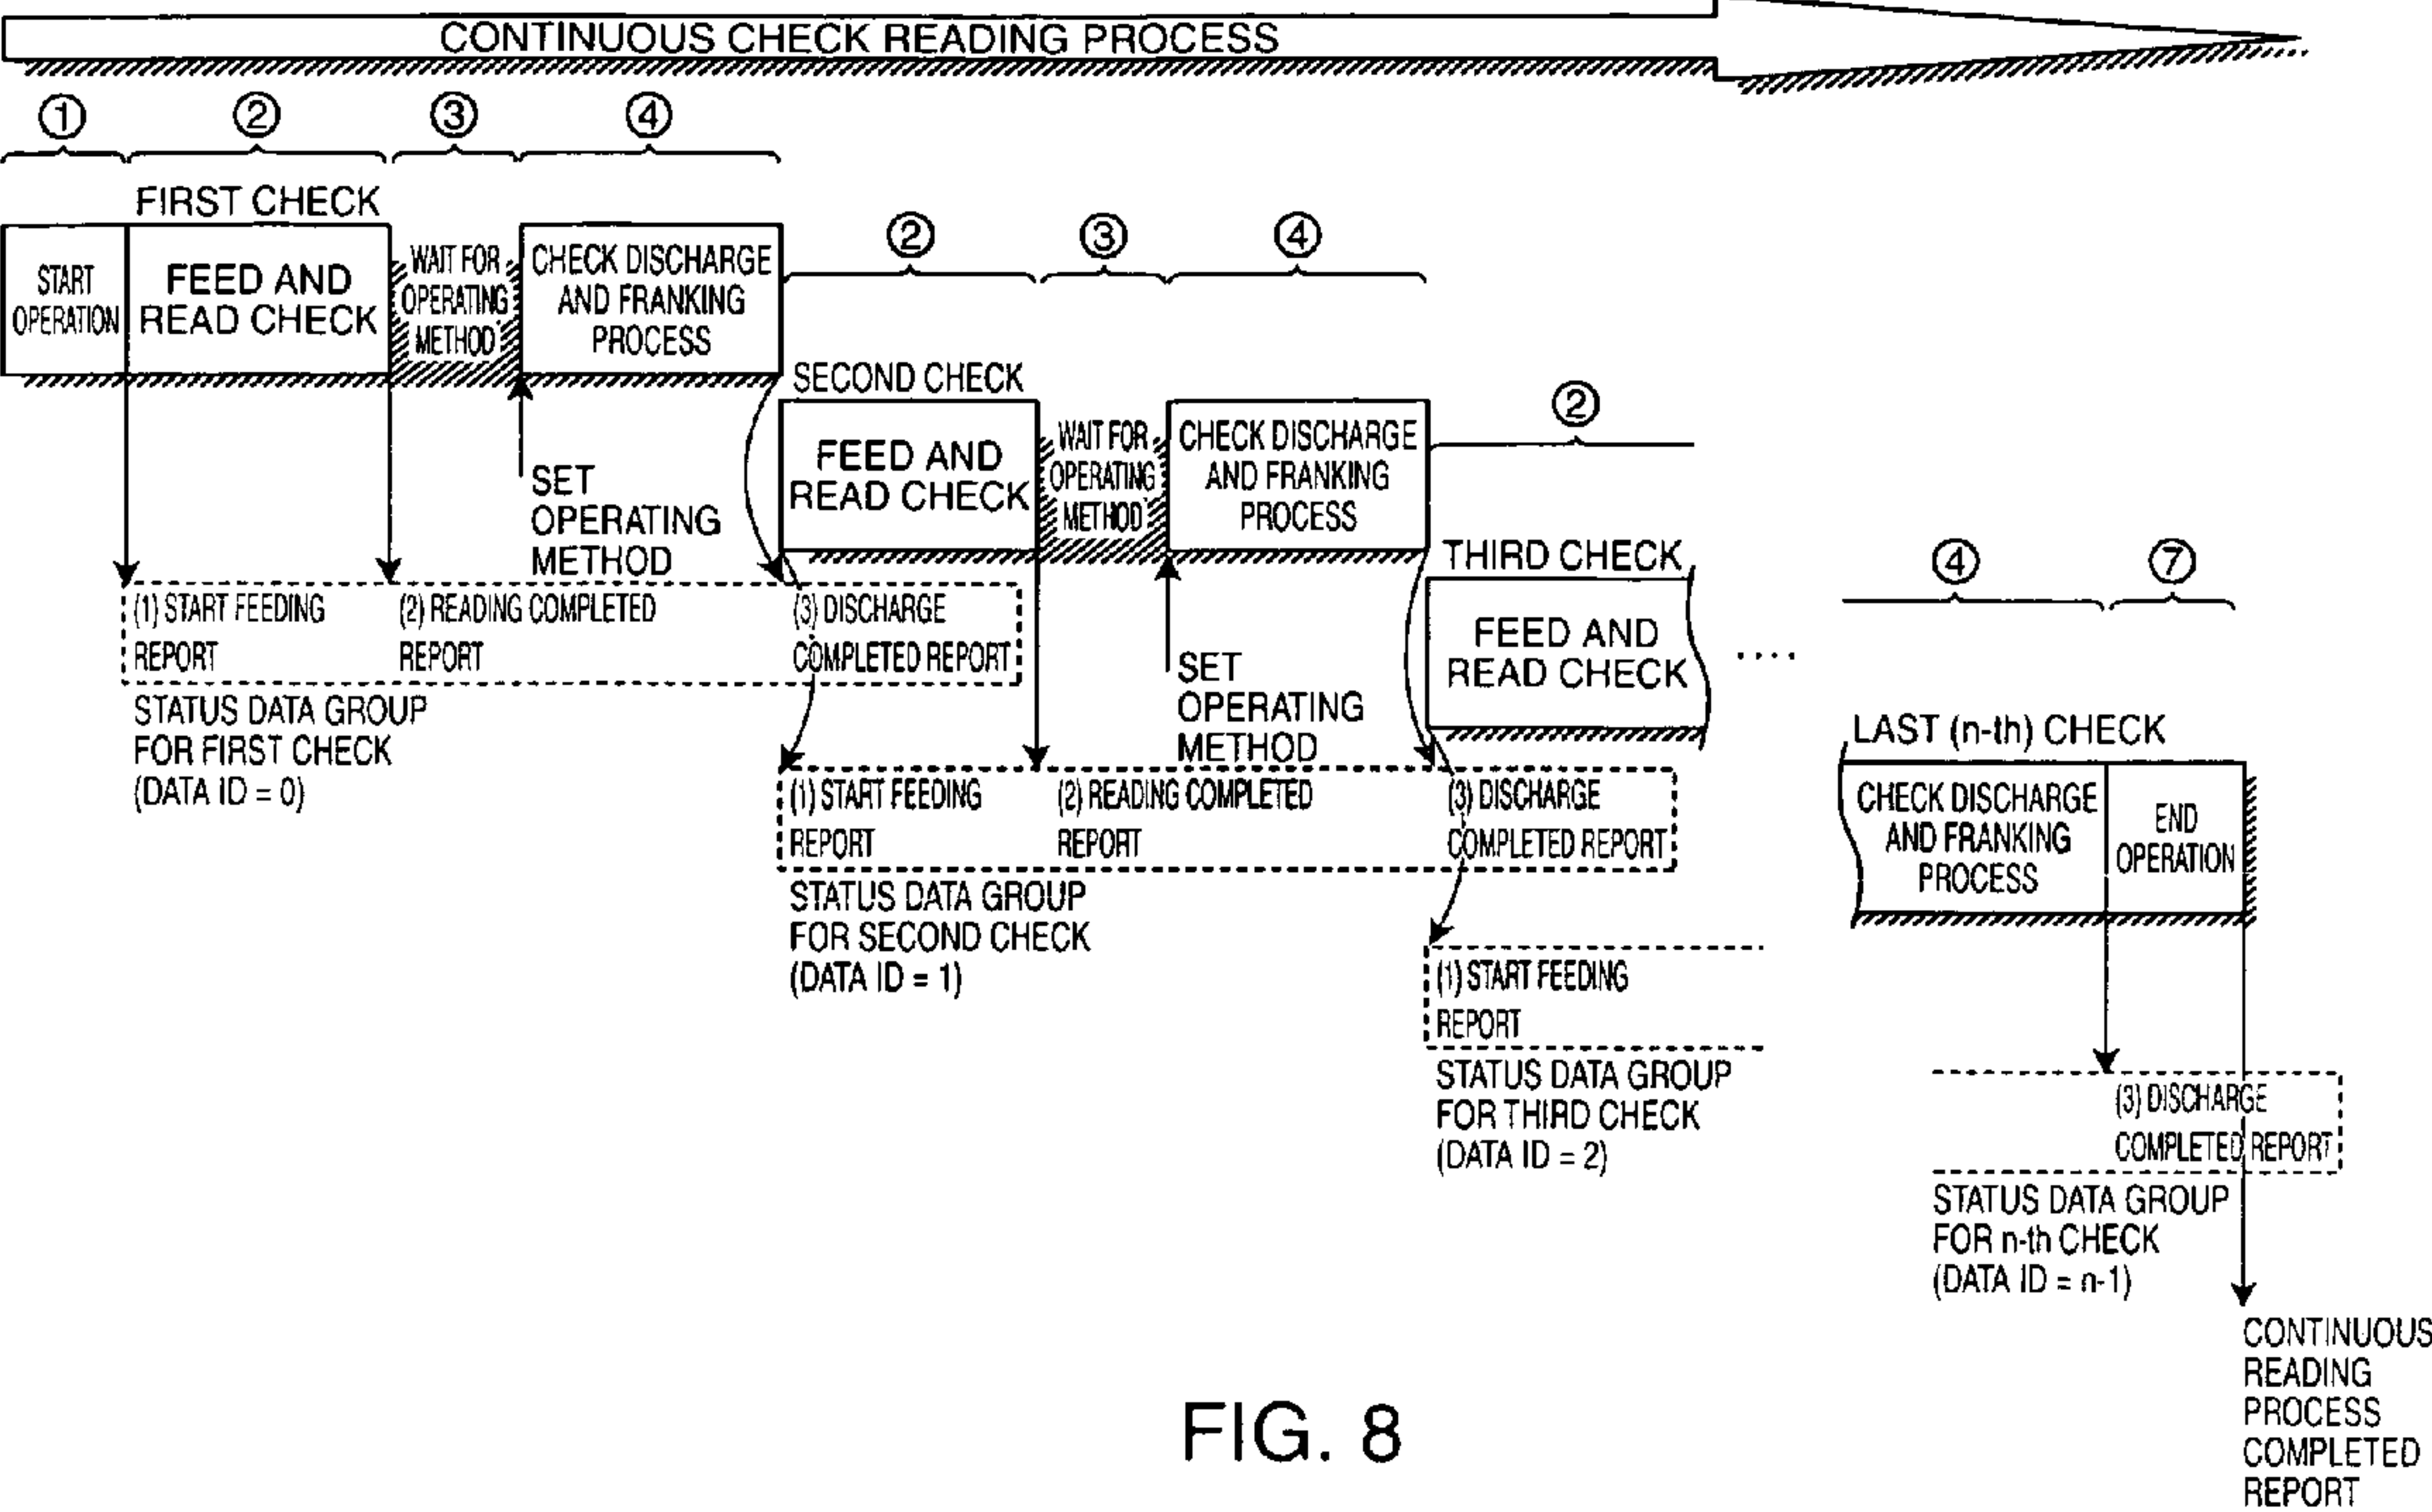 CONTINUOUS CHECK READING PROCESS
① ② ③ ④
FIRST CHECK
START
OPERATION
FEED AND
READ CHECK
WAIT FOR
OPERATING
METHOD
CHECK DISCHARGE
AND FRANKING
PROCESS
SET
OPERATING
METHOD
(1) START FEEDING
REPORT
(2) READING COMPLETED
REPORT
(3) DISCHARGE
COMPLETED REPORT
STATUS DATA GROUP
FOR FIRST CHECK
(DATA ID = 0)
② ③ ④
SECOND CHECK
FEED AND
READ CHECK
WAIT FOR
OPERATING
METHOD
CHECK DISCHARGE
AND FRANKING
PROCESS
SET
OPERATING
METHOD
(1) START FEEDING
REPORT
(2) READING COMPLETED
REPORT
(3) DISCHARGE
COMPLETED REPORT
STATUS DATA GROUP
FOR SECOND CHECK
(DATA ID = 1)
②
THIRD CHECK
FEED AND
READ CHECK
....
(1) START FEEDING
REPORT
STATUS DATA GROUP
FOR THIRD CHECK
(DATA ID = 2)
④ ⑦
LAST (n-th) CHECK
CHECK DISCHARGE
AND FRANKING
PROCESS
END
OPERATION
(3) DISCHARGE
COMPLETED REPORT
STATUS DATA GROUP
FOR n-th CHECK
(DATA ID = n-1)
CONTINUOUS
READING
PROCESS
COMPLETED
REPORT
FIG. 8